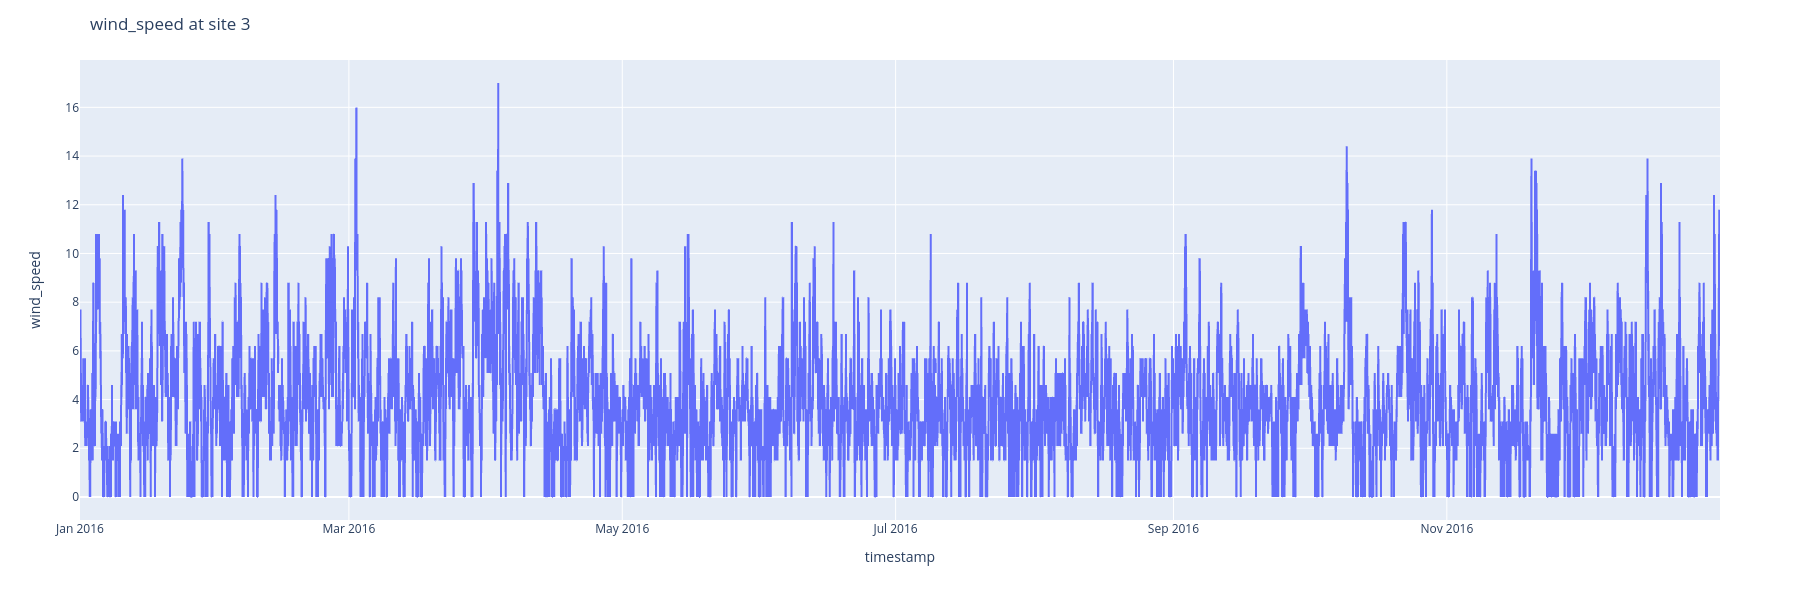 wind_speed at site 3
wind_speed
16
14
12
10
8
6
4
2
0
Jan 2016
Mar 2016
May 2016
Jul 2016
Sep 2016
Nov 2016
timestamp